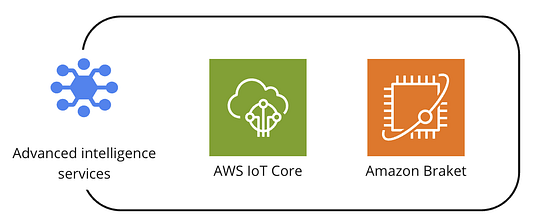 Advanced intelligence
services
AWS IoT Core
Amazon Braket